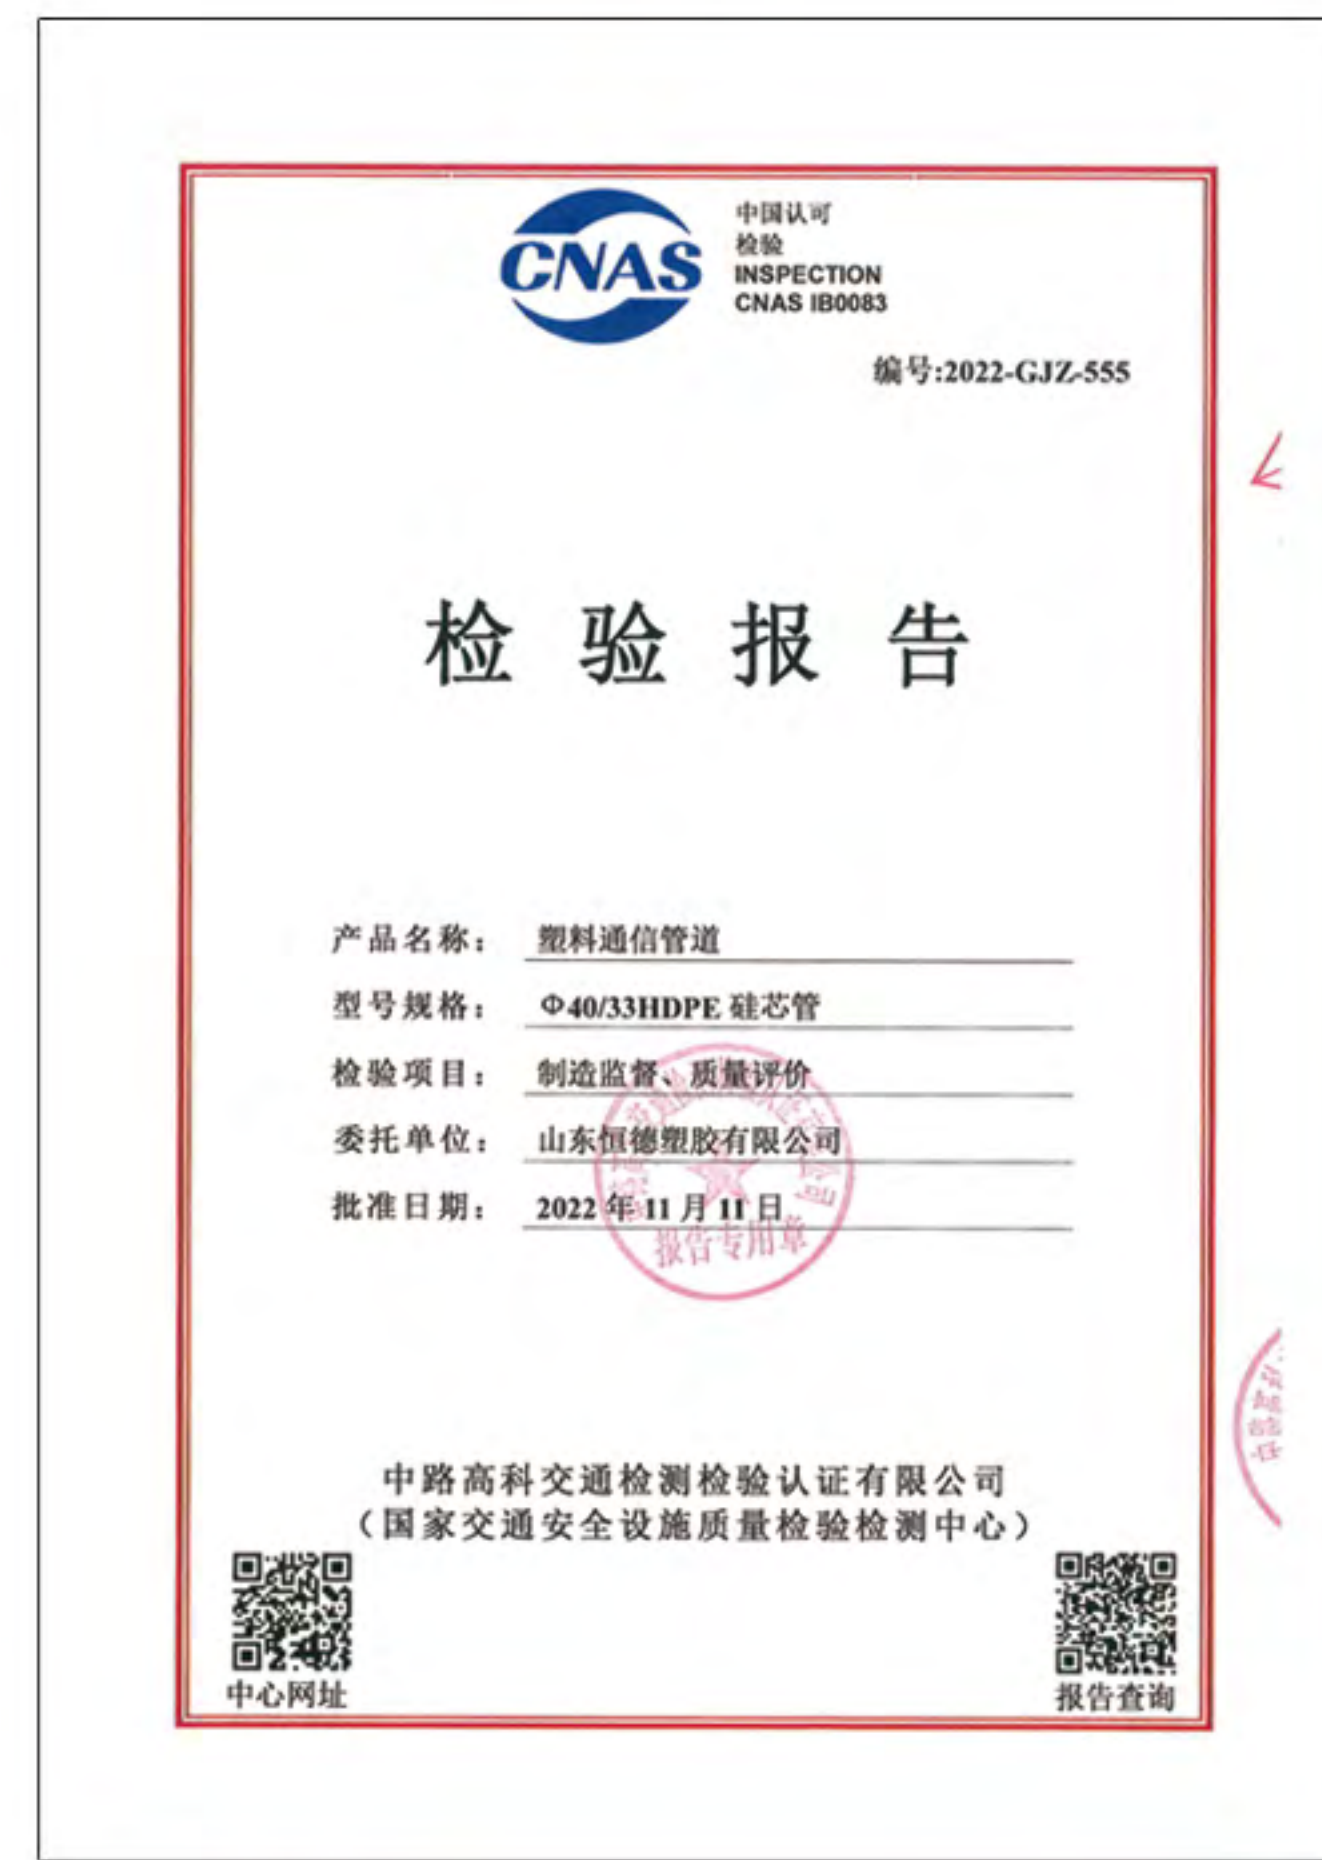 CNAS
中国认可
检验
INSPECTION
CNAS IB0083
编号:2022-GJZ-555
检验报告
产品名称： 塑料通信管道
型号规格： Φ40/33HDPE 硅芯管
检验项目： 制造监督、质量评价
委托单位： 山东恒德塑胶有限公司
批准日期： 2022 年 11 月 11 日
报告专用章
中路高科交通检测检验认证有限公司
（国家交通安全设施质量检验检测中心）
中心网址
报告查询